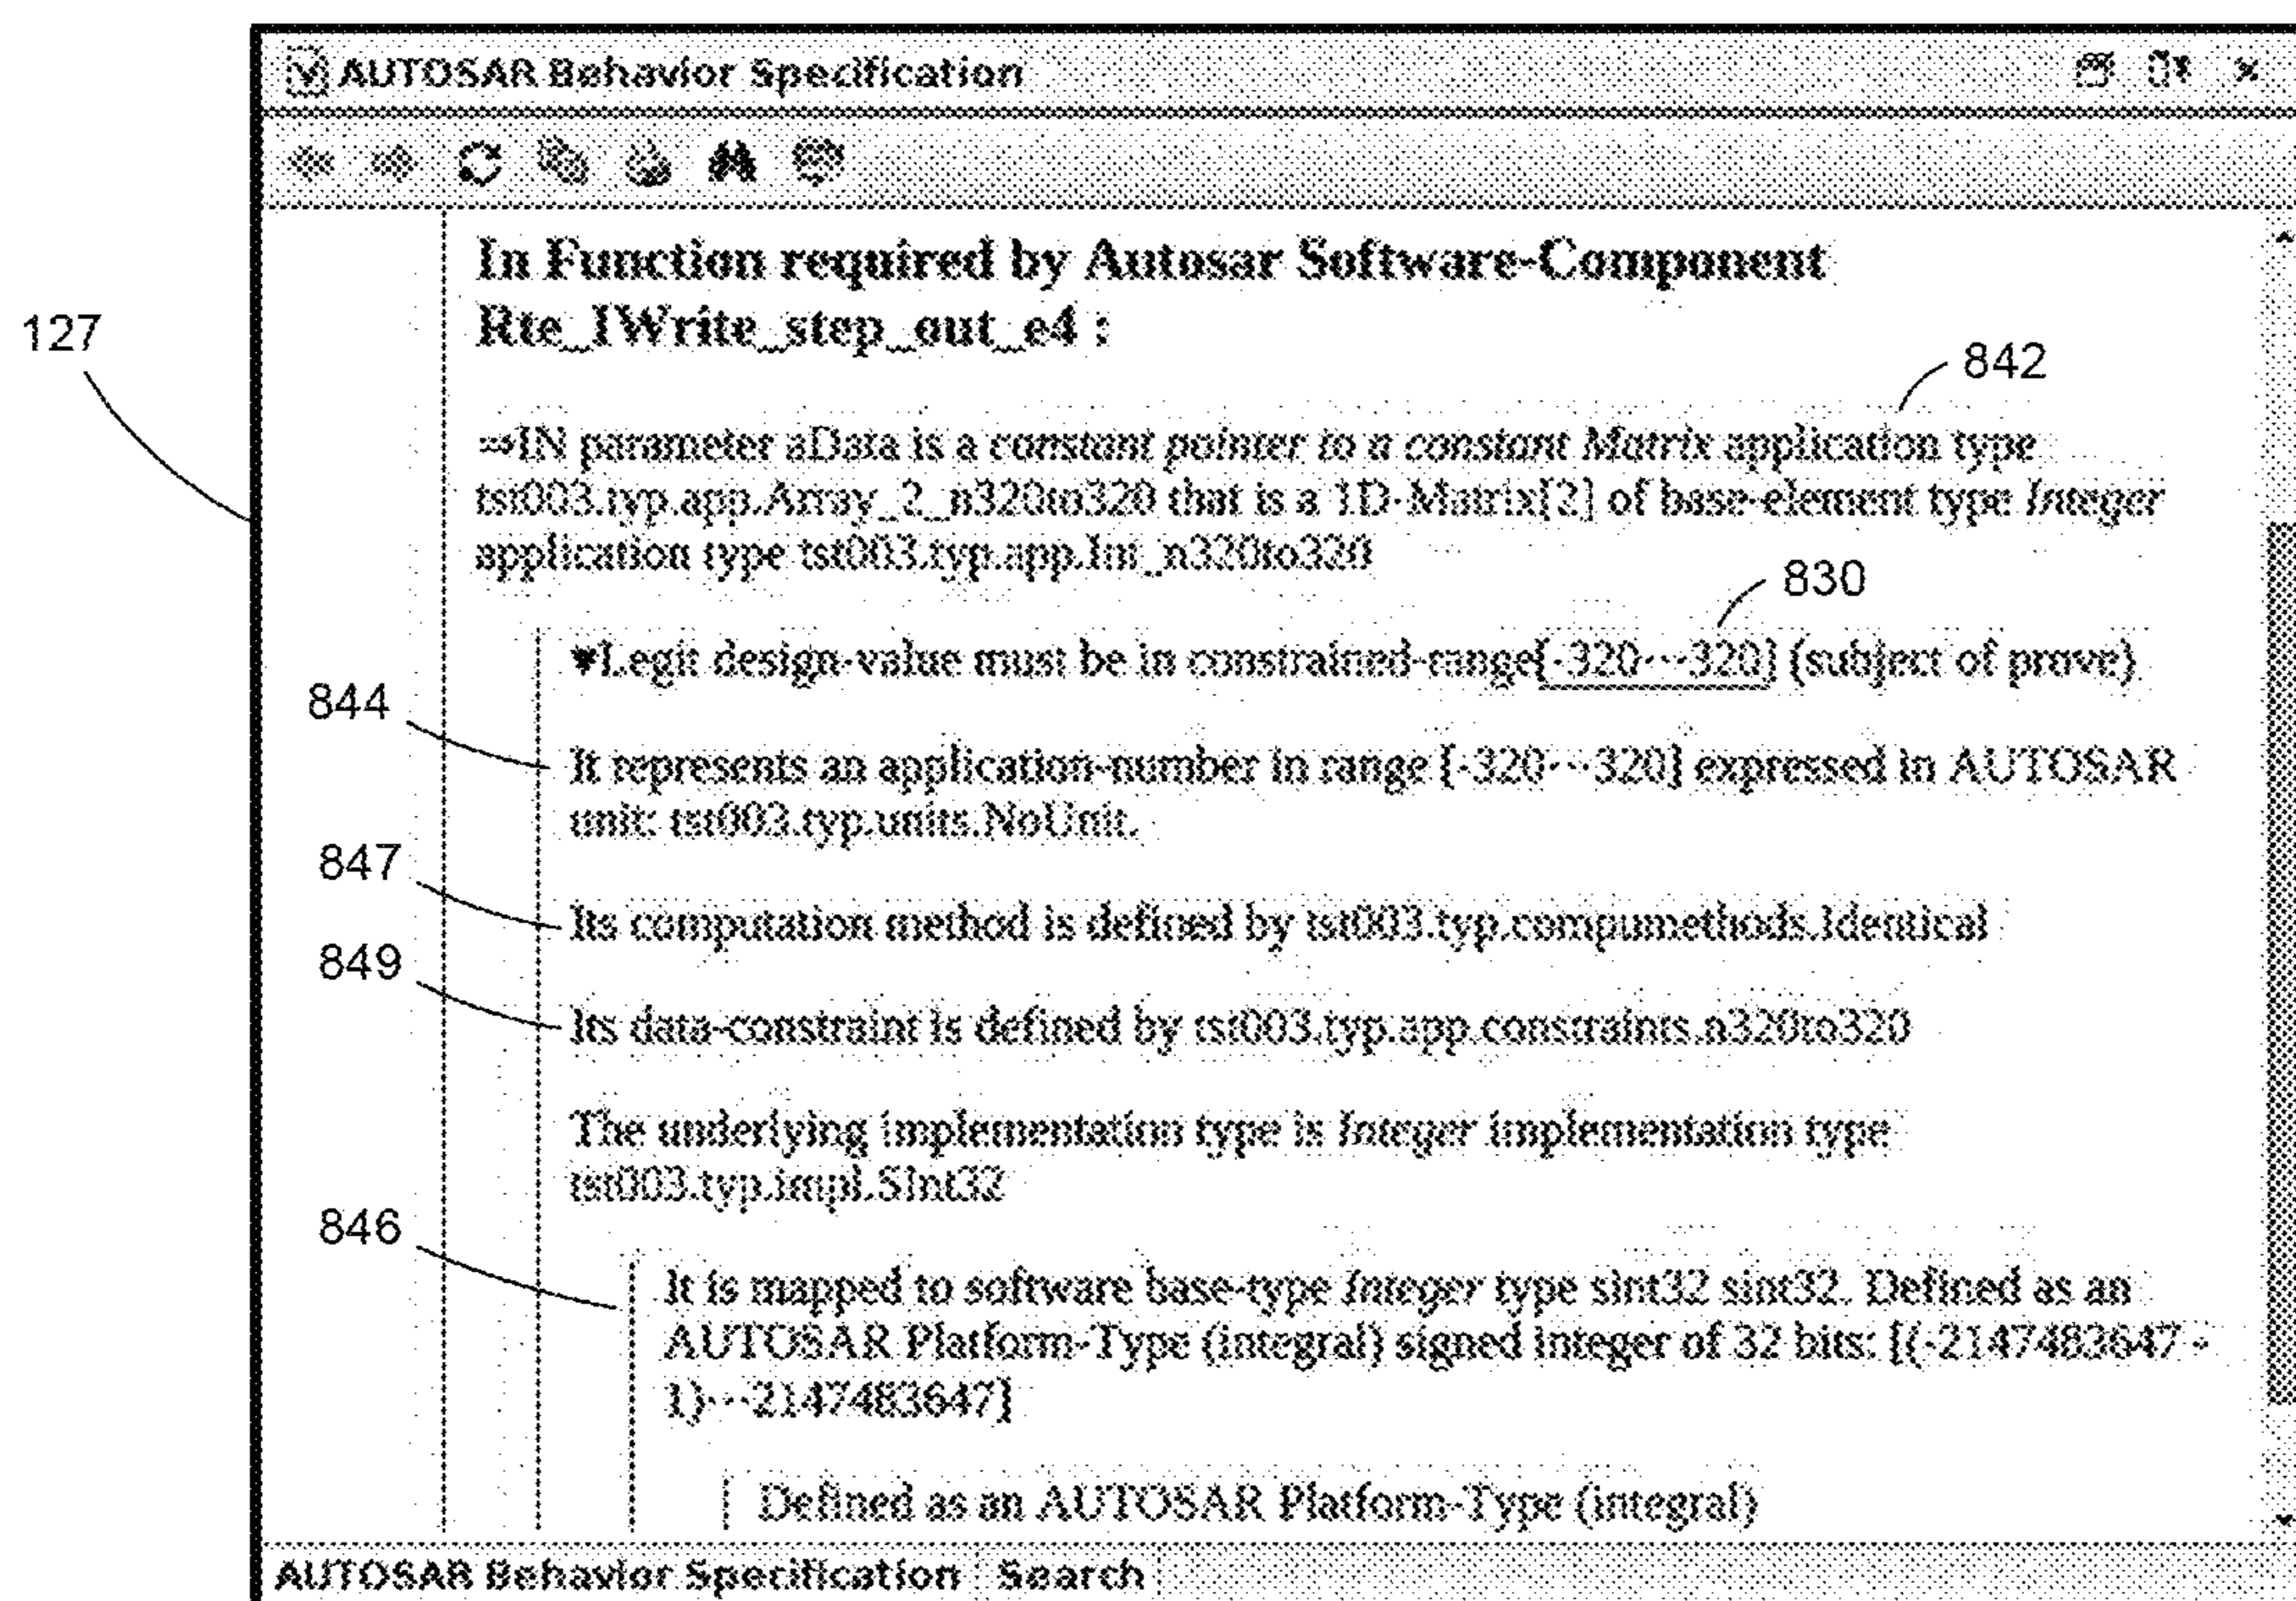 AUTOSAR Behavior Specification
In Function required by Autosar Software-Component
Rte_IWrite_step_out_e4 :
127
842
⇒IN parameter aData is a constant pointer to a constant Matrix application type
tst003.typ.app.Array_2_n320to320 that is a 1D-Matrix[2] of base-element type Integer
application type tst003.typ.app.Int_n320to320
830
▾Legit design-value must be in constrained-range[-320···320] (subject of prove)
844
It represents an application-number in range [-320···320] expressed in AUTOSAR
unit: tst003.typ.units.NoUnit.
847
Its computation method is defined by tst003.typ.compumethods.Identical
849
Its data-constraint is defined by tst003.typ.app.constraints.n320to320
The underlying implementation type is Integer implementation type
tst003.typ.impl.SInt32
846
It is mapped to software base-type Integer type sint32 sint32. Defined as an
AUTOSAR Platform-Type (integral) signed integer of 32 bits: [(-2147483647 -
1)···2147483647]
Defined as an AUTOSAR Platform-Type (integral)
AUTOSAR Behavior Specification Search